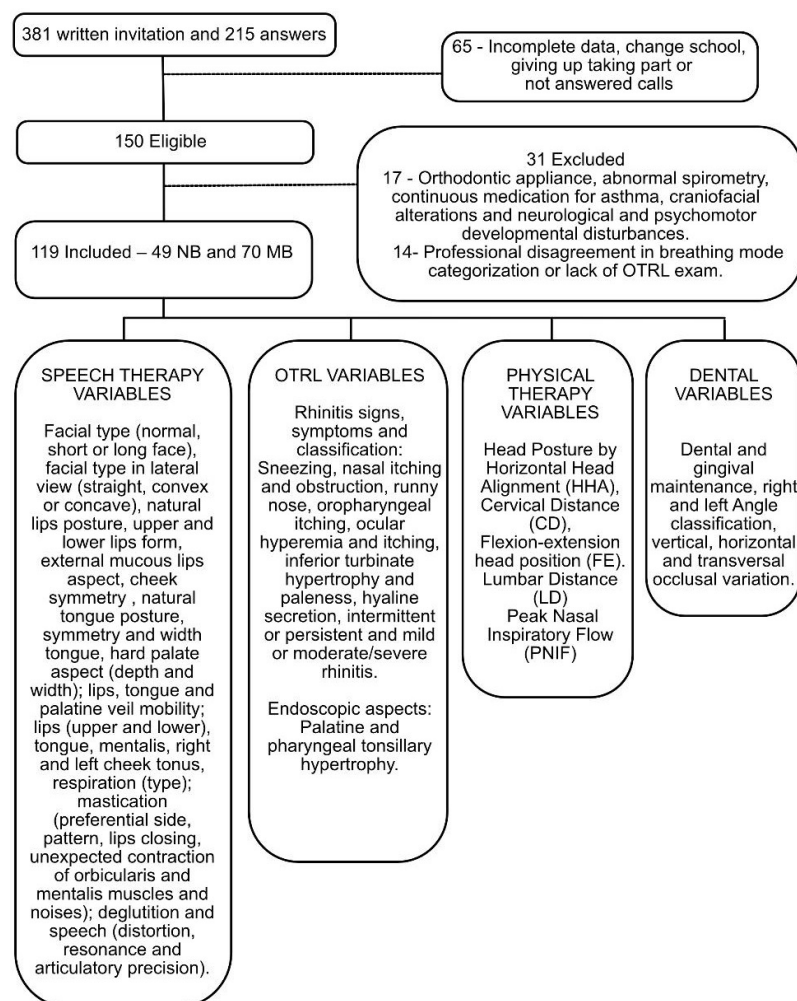 381 written invitation and 215 answers
65 - Incomplete data, change school,
giving up taking part or
not answered calls
150 Eligible
31 Excluded
17 - Orthodontic appliance, abnormal spirometry,
continuous medication for asthma, craniofacial
alterations and neurological and psychomotor
developmental disturbances.
14- Professional disagreement in breathing mode
categorization or lack of OTRL exam.
119 Included – 49 NB and 70 MB
SPEECH THERAPY
VARIABLES
Facial type (normal,
short or long face),
facial type in lateral
view (straight, convex
or concave), natural
lips posture, upper and
lower lips form,
external mucous lips
aspect, cheek
symmetry , natural
tongue posture,
symmetry and width
tongue, hard palate
aspect (depth and
width); lips, tongue and
palatine veil mobility;
lips (upper and lower),
tongue, mentalis, right
and left cheek tonus,
respiration (type);
mastication
(preferential side,
pattern, lips closing,
unexpected contraction
of orbicularis and
mentalis muscles and
noises); deglutition and
speech (distortion,
resonance and
articulatory precision).
OTRL VARIABLES
Rhinitis signs,
symptoms and
classification:
Sneezing, nasal itching
and obstruction, runny
nose, oropharyngeal
itching, ocular
hyperemia and itching,
inferior turbinate
hypertrophy and
paleness, hyaline
secretion, intermittent
or persistent and mild
or moderate/severe
rhinitis.
Endoscopic aspects:
Palatine and
pharyngeal tonsillary
hypertrophy.
PHYSICAL
THERAPY
VARIABLES
Head Posture by
Horizontal Head
Alignment (HHA),
Cervical Distance (CD),
Flexion-extension
head position (FE).
Lumbar Distance
(LD)
Peak Nasal
Inspiratory Flow
(PNIF)
DENTAL
VARIABLES
Dental and
gingival
maintenance, right
and left Angle
classification,
vertical, horizontal
and transversal
occlusal variation.